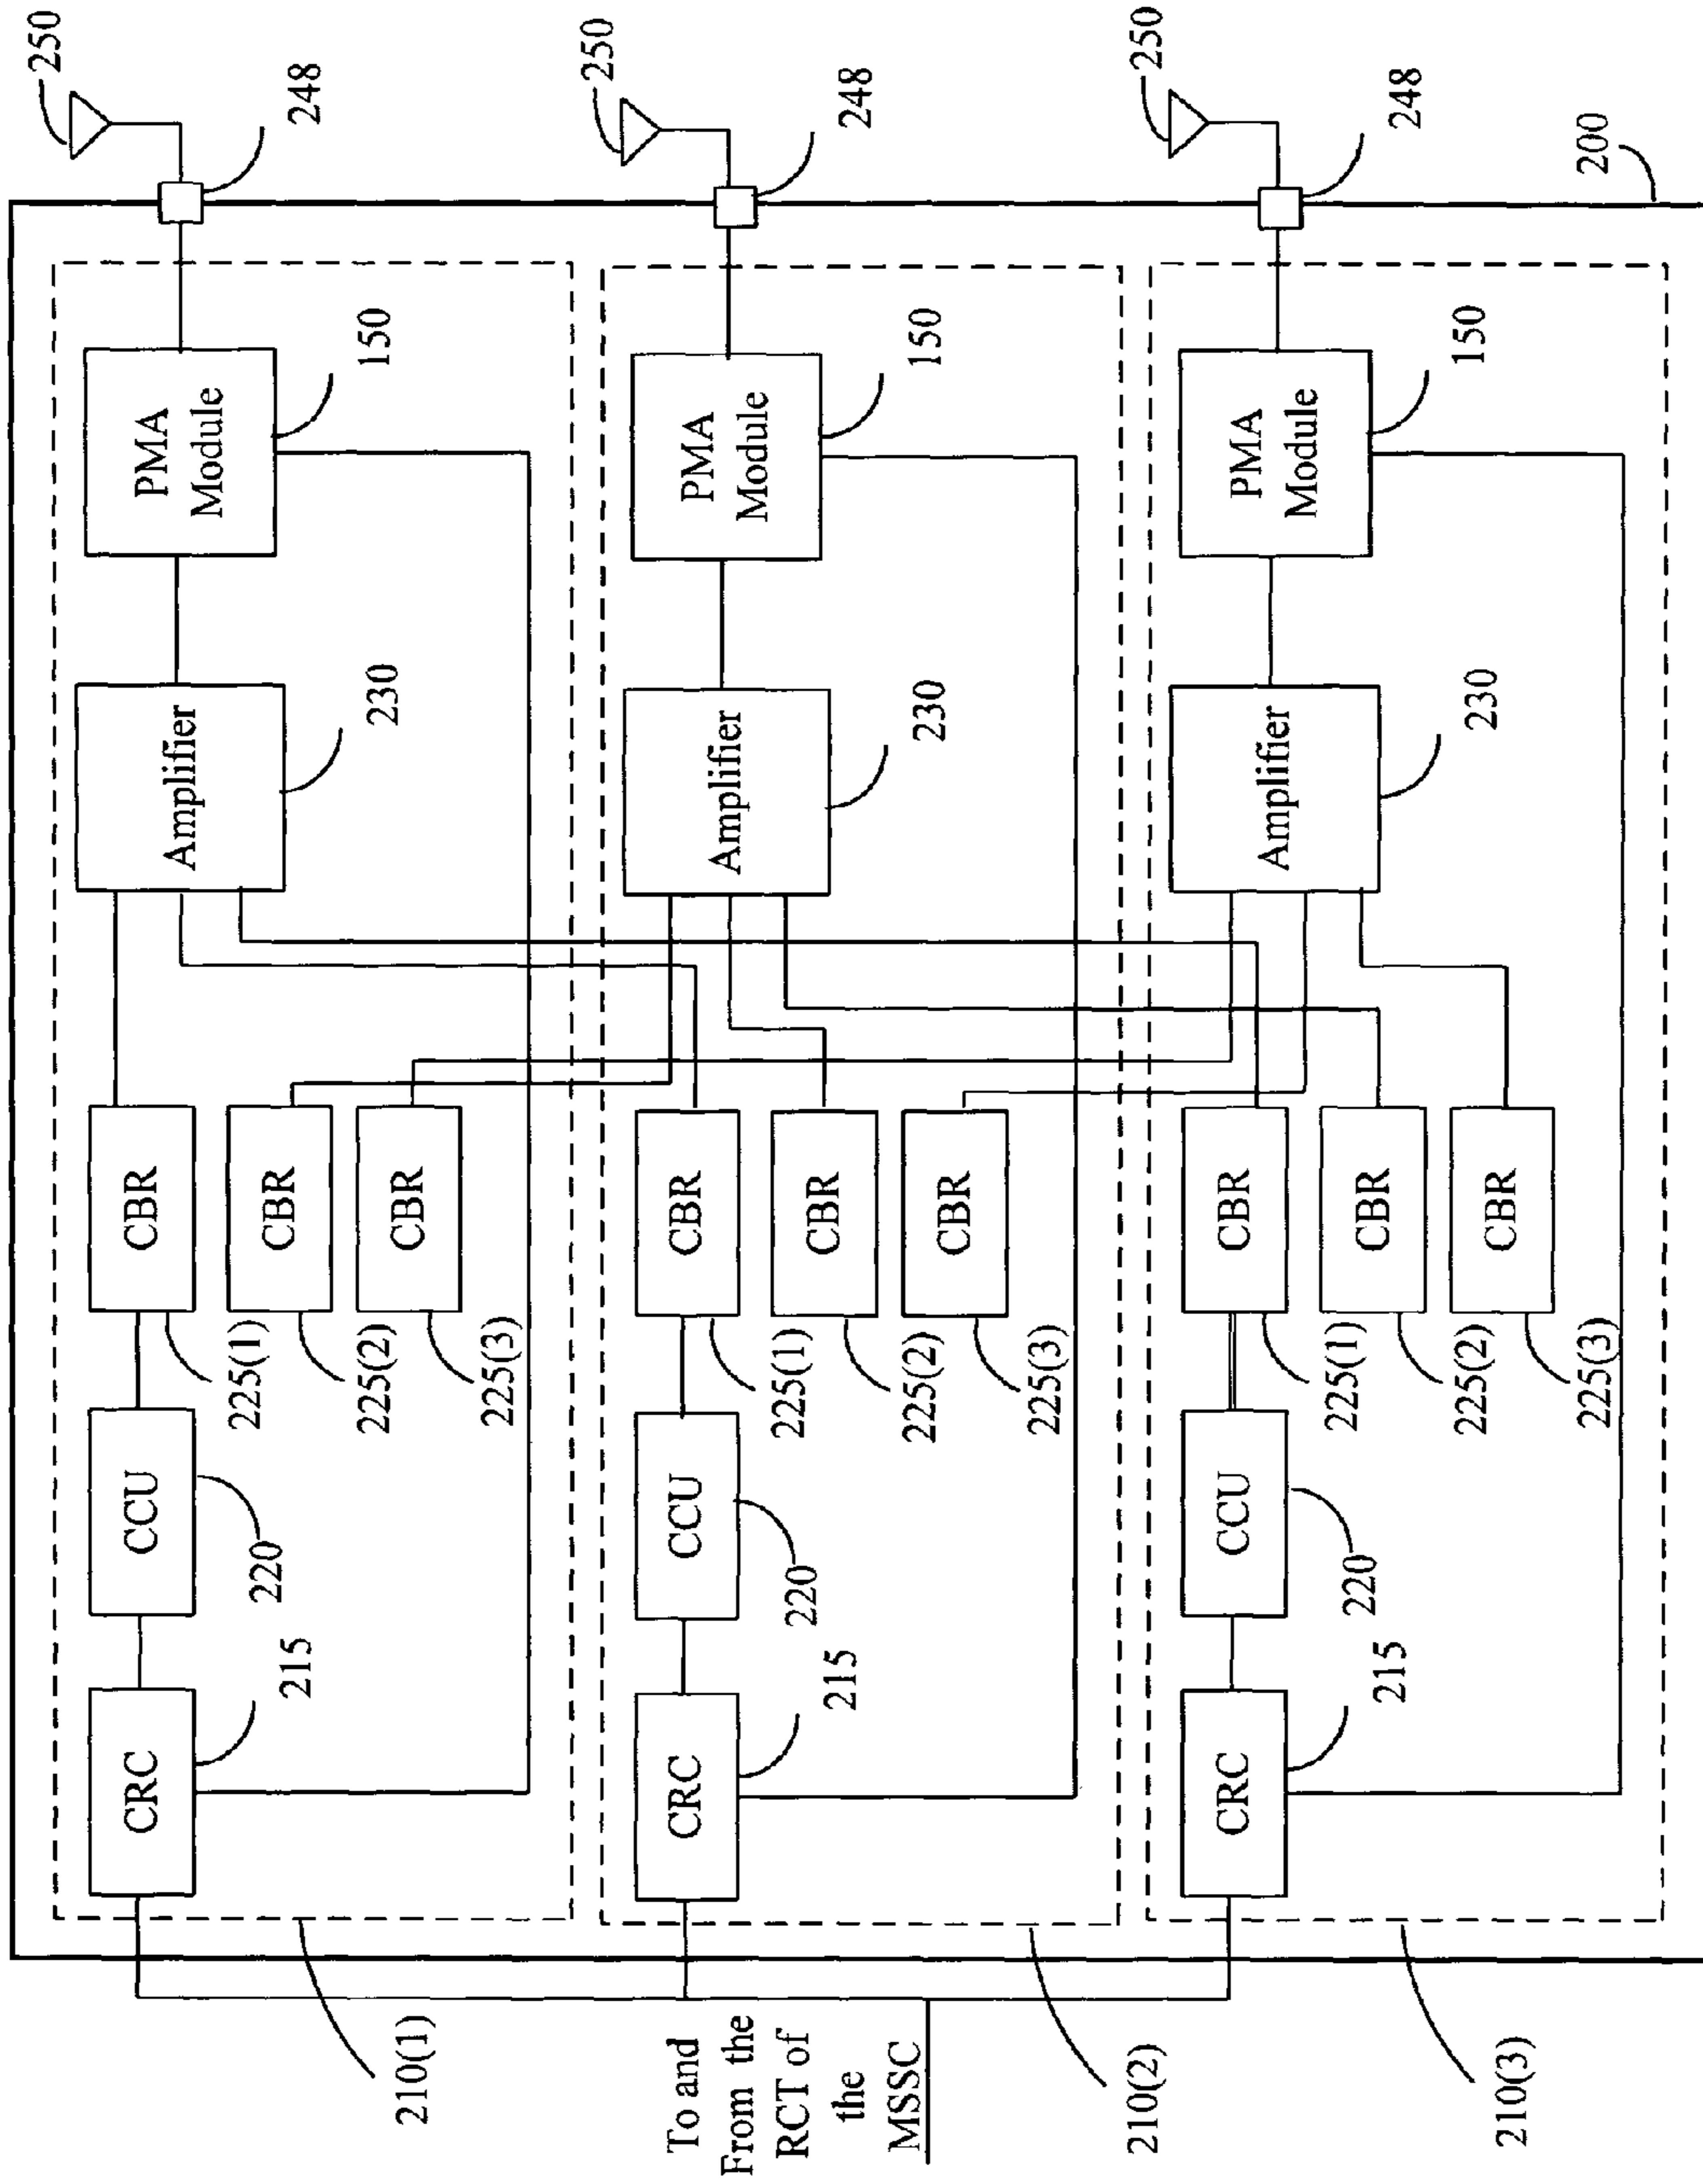 250
248
250
248
250
248
200
PMA
Module
150
PMA
Module
150
PMA
Module
150
Amplifier
230
Amplifier
230
Amplifier
230
CBR
CBR
CBR
225(1)
225(2)
225(3)
CBR
CBR
CBR
225(1)
225(2)
225(3)
CBR
CBR
CBR
225(1)
225(2)
225(3)
CCU
220
CCU
220
CCU
220
CRC
215
CRC
215
CRC
215
210(1)
To and
From the
RCT of
the
MSSC
210(2)
210(3)